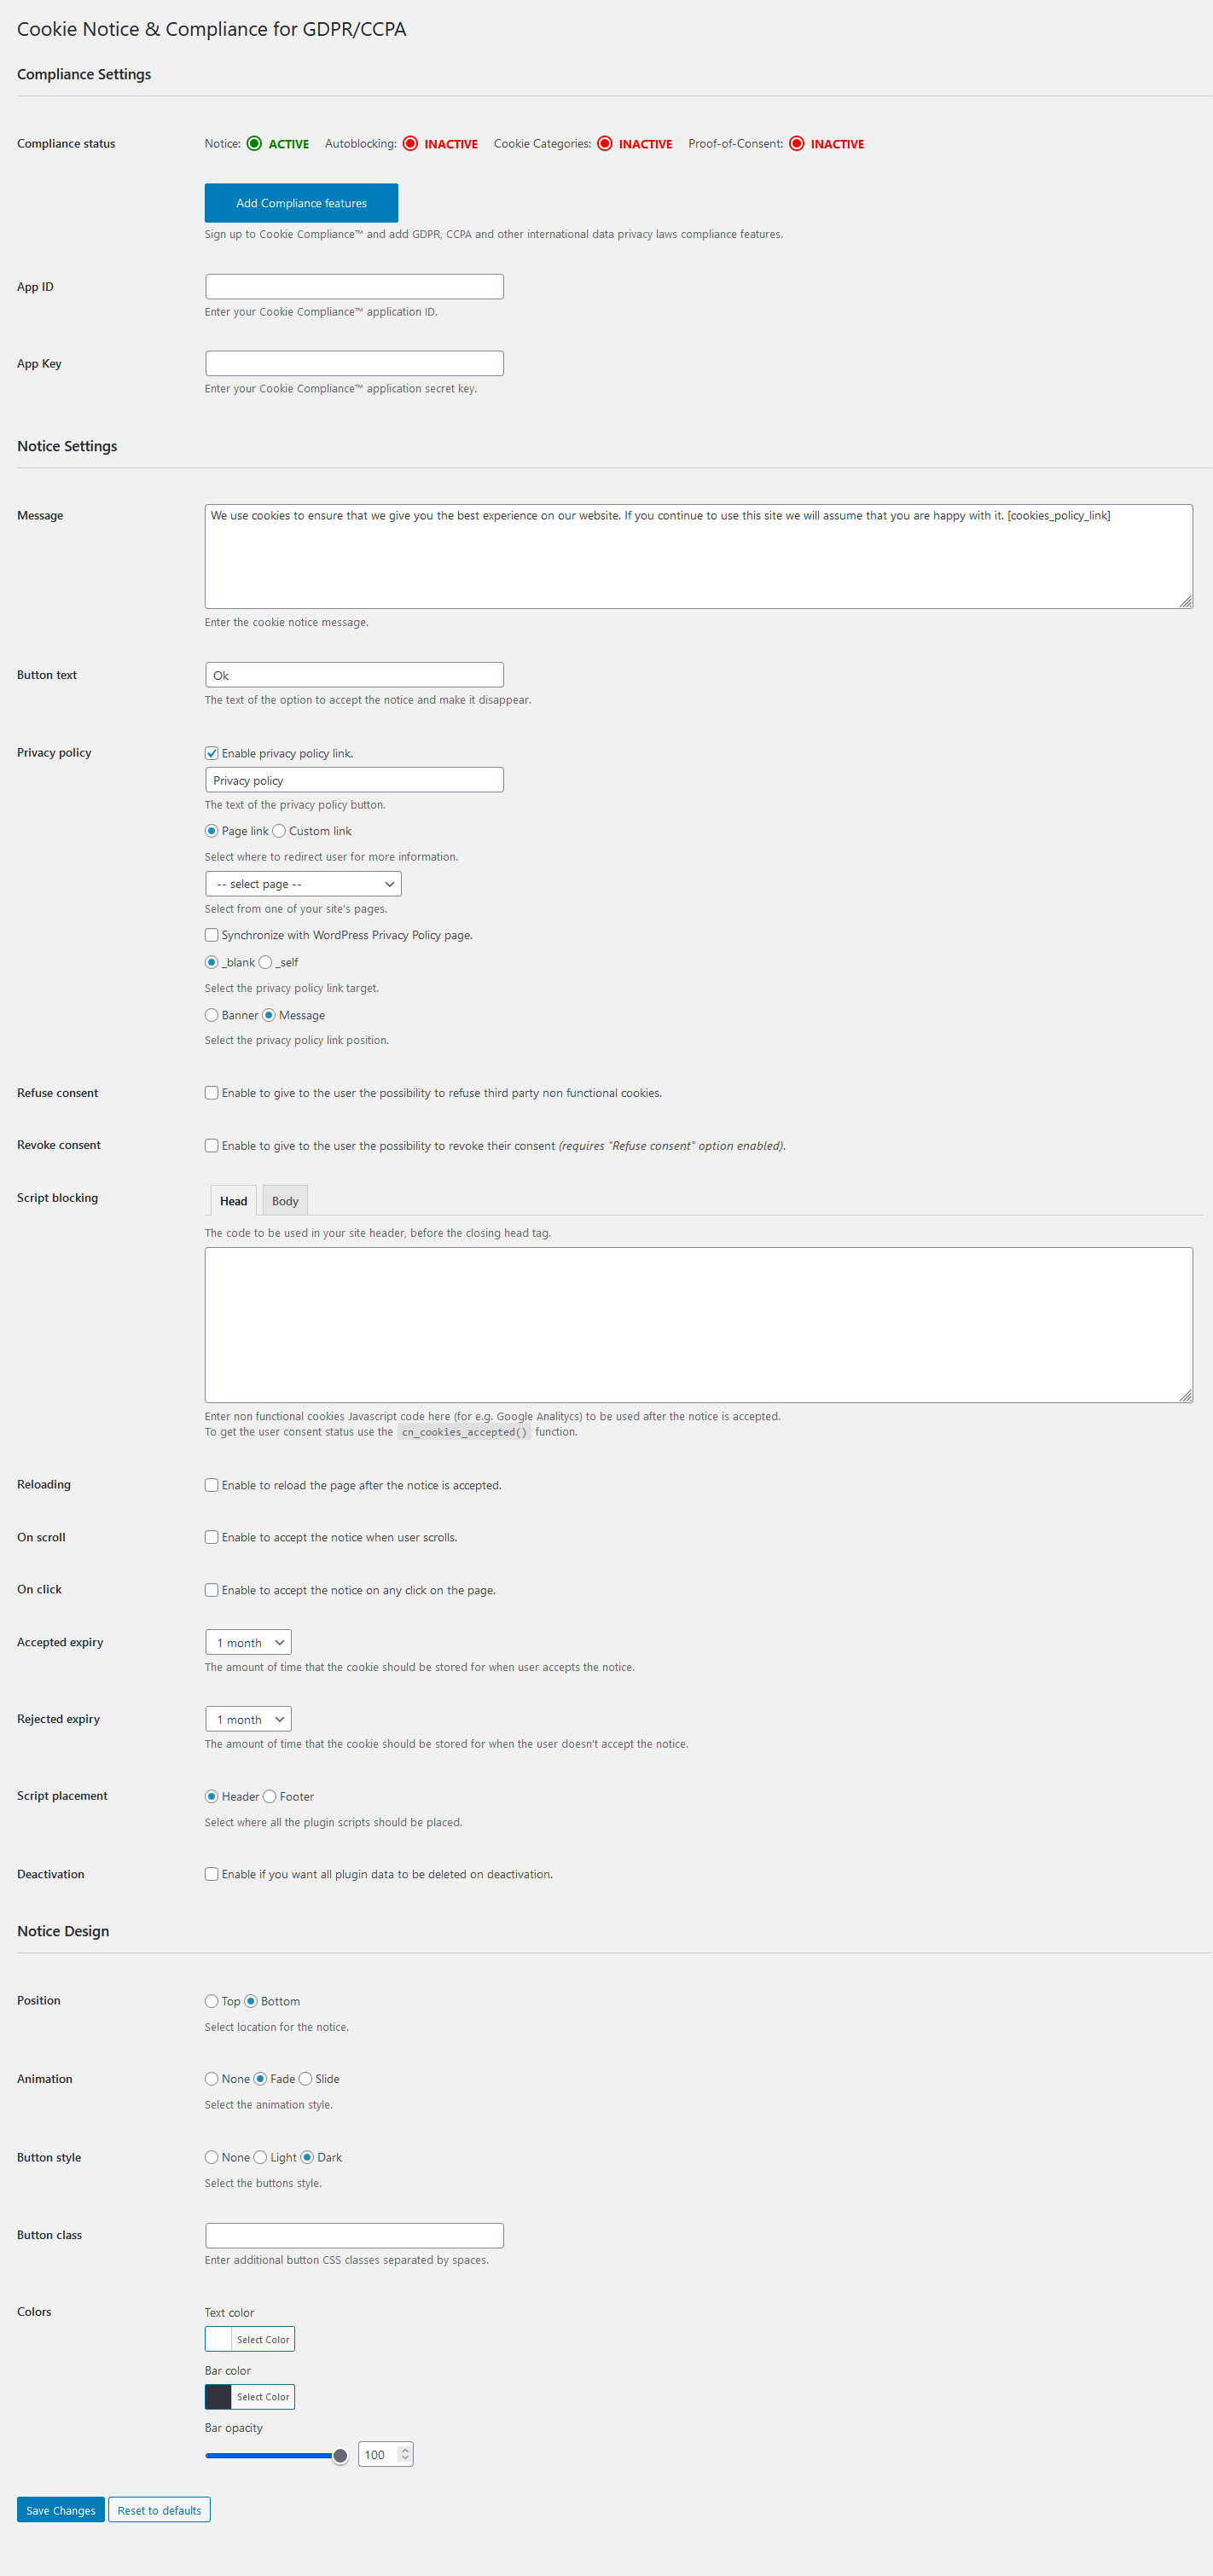 Cookie Notice & Compliance for GDPR/CCPA
Compliance Settings
Compliance status
Notice: ACTIVE Autoblocking: INACTIVE Cookie Categories: INACTIVE Proof-of-Consent: INACTIVE
Add Compliance features
Sign up to Cookie Compliance™ and add GDPR, CCPA and other international data privacy laws compliance features.
App ID
Enter your Cookie Compliance™ application ID.
App Key
Enter your Cookie Compliance™ application secret key.
Notice Settings
Message
We use cookies to ensure that we give you the best experience on our website. If you continue to use this site we will assume that you are happy with it. [cookies_policy_link]
Enter the cookie notice message.
Button text
Ok
The text of the option to accept the notice and make it disappear.
Privacy policy
Enable privacy policy link.
Privacy policy
The text of the privacy policy button.
Page link Custom link
Select where to redirect user for more information.
-- select page --
Select from one of your site's pages.
Synchronize with WordPress Privacy Policy page.
_blank _self
Select the privacy policy link target.
Banner Message
Select the privacy policy link position.
Refuse consent
Enable to give to the user the possibility to refuse third party non functional cookies.
Revoke consent
Enable to give to the user the possibility to revoke their consent (requires "Refuse consent" option enabled).
Script blocking
Head Body
The code to be used in your site header, before the closing head tag.
Enter non functional cookies Javascript code here (for e.g. Google Analitycs) to be used after the notice is accepted.
To get the user consent status use the cn_cookies_accepted() function.
Reloading
Enable to reload the page after the notice is accepted.
On scroll
Enable to accept the notice when user scrolls.
On click
Enable to accept the notice on any click on the page.
Accepted expiry
1 month
The amount of time that the cookie should be stored for when user accepts the notice.
Rejected expiry
1 month
The amount of time that the cookie should be stored for when the user doesn't accept the notice.
Script placement
Header Footer
Select where all the plugin scripts should be placed.
Deactivation
Enable if you want all plugin data to be deleted on deactivation.
Notice Design
Position
Top Bottom
Select location for the notice.
Animation
None Fade Slide
Select the animation style.
Button style
None Light Dark
Select the buttons style.
Button class
Enter additional button CSS classes separated by spaces.
Colors
Text color
Select Color
Bar color
Select Color
Bar opacity
100
Save Changes Reset to defaults